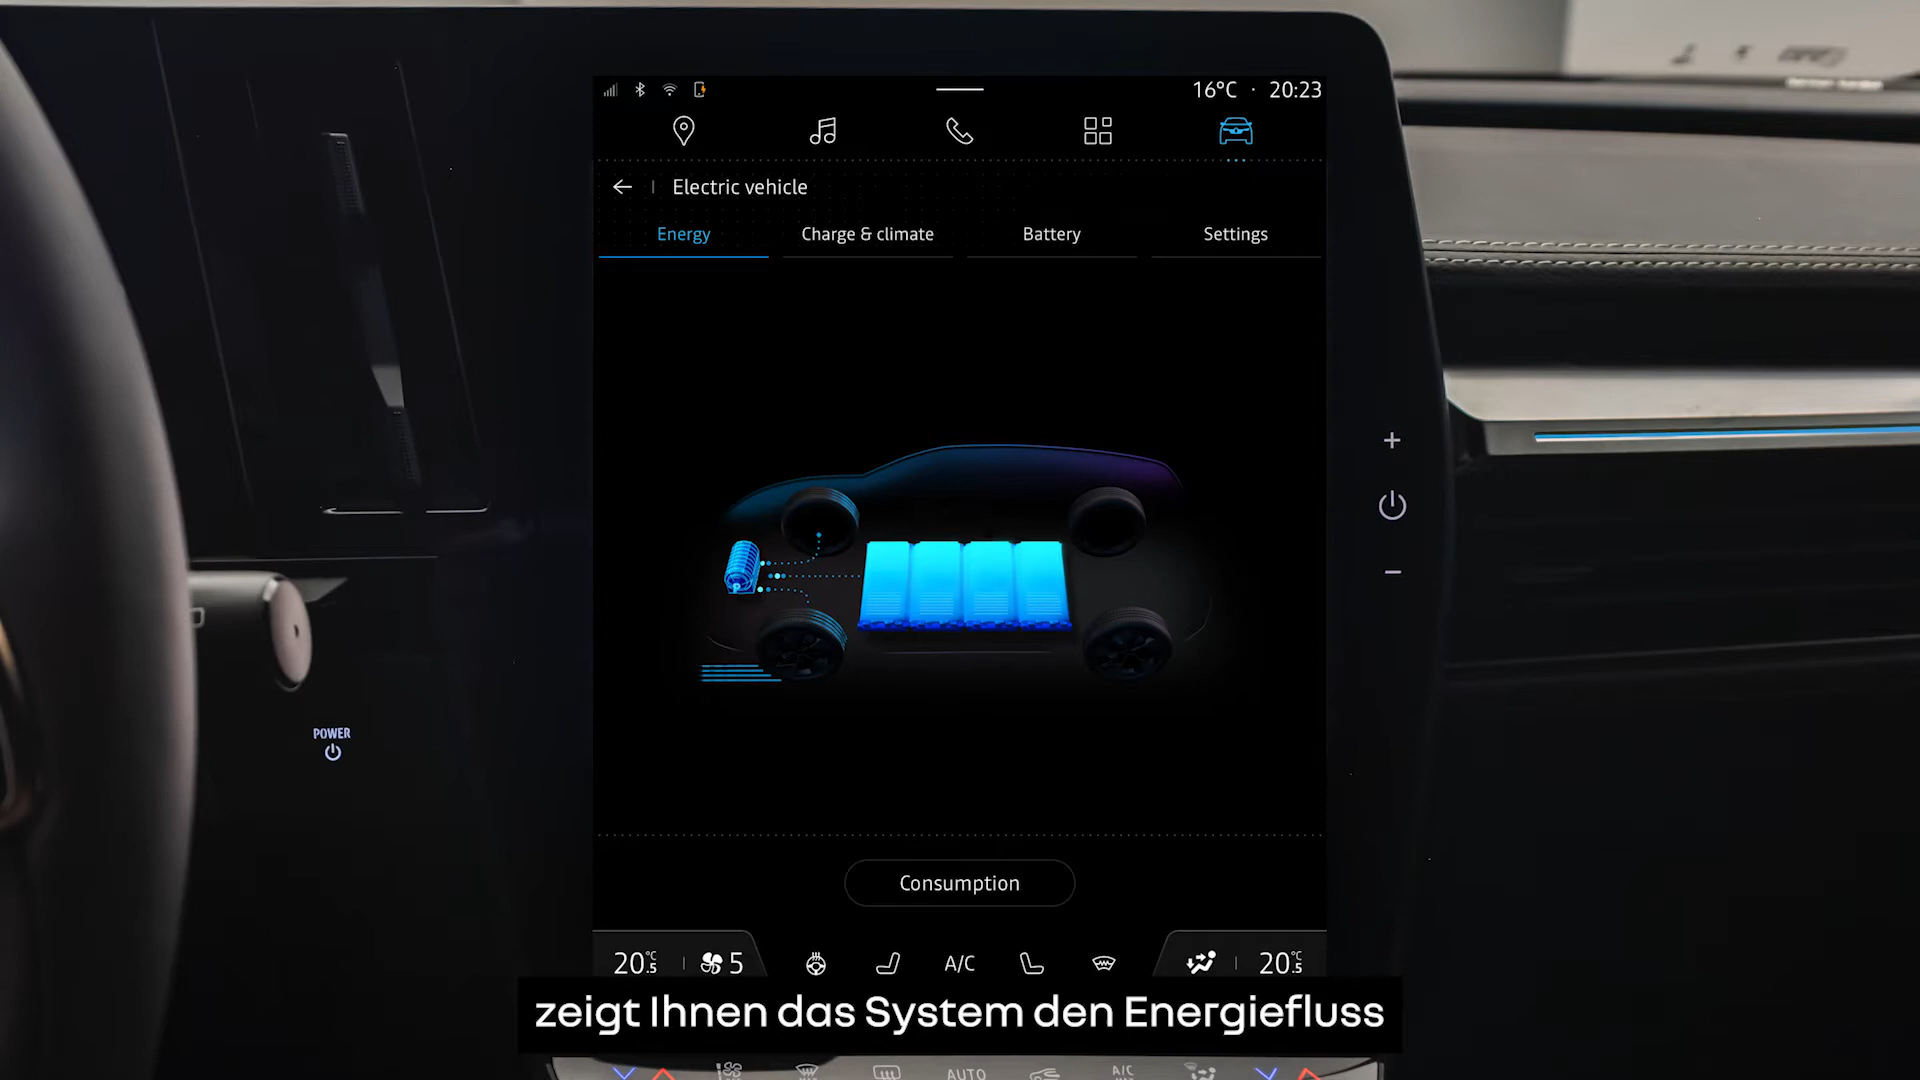 16°C · 20:23
Electric vehicle
Energy
Charge & climate
Battery
Settings
+
−
POWER
Consumption
20.5 °C
5
A/C
20.5 °C
zeigt Ihnen das System den Energiefluss
AUTO
A/C